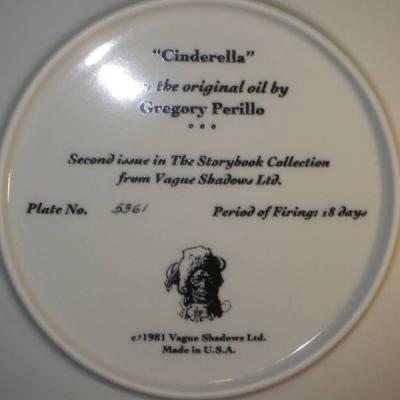 "Cinderella"
the original oil by
Gregory Perillo
* * *
Second issue in The Storybook Collection
from Vague Shadows Ltd.
Plate No. 5361 Period of Firing: 18 days
©1981 Vague Shadows Ltd.
Made in U.S.A.